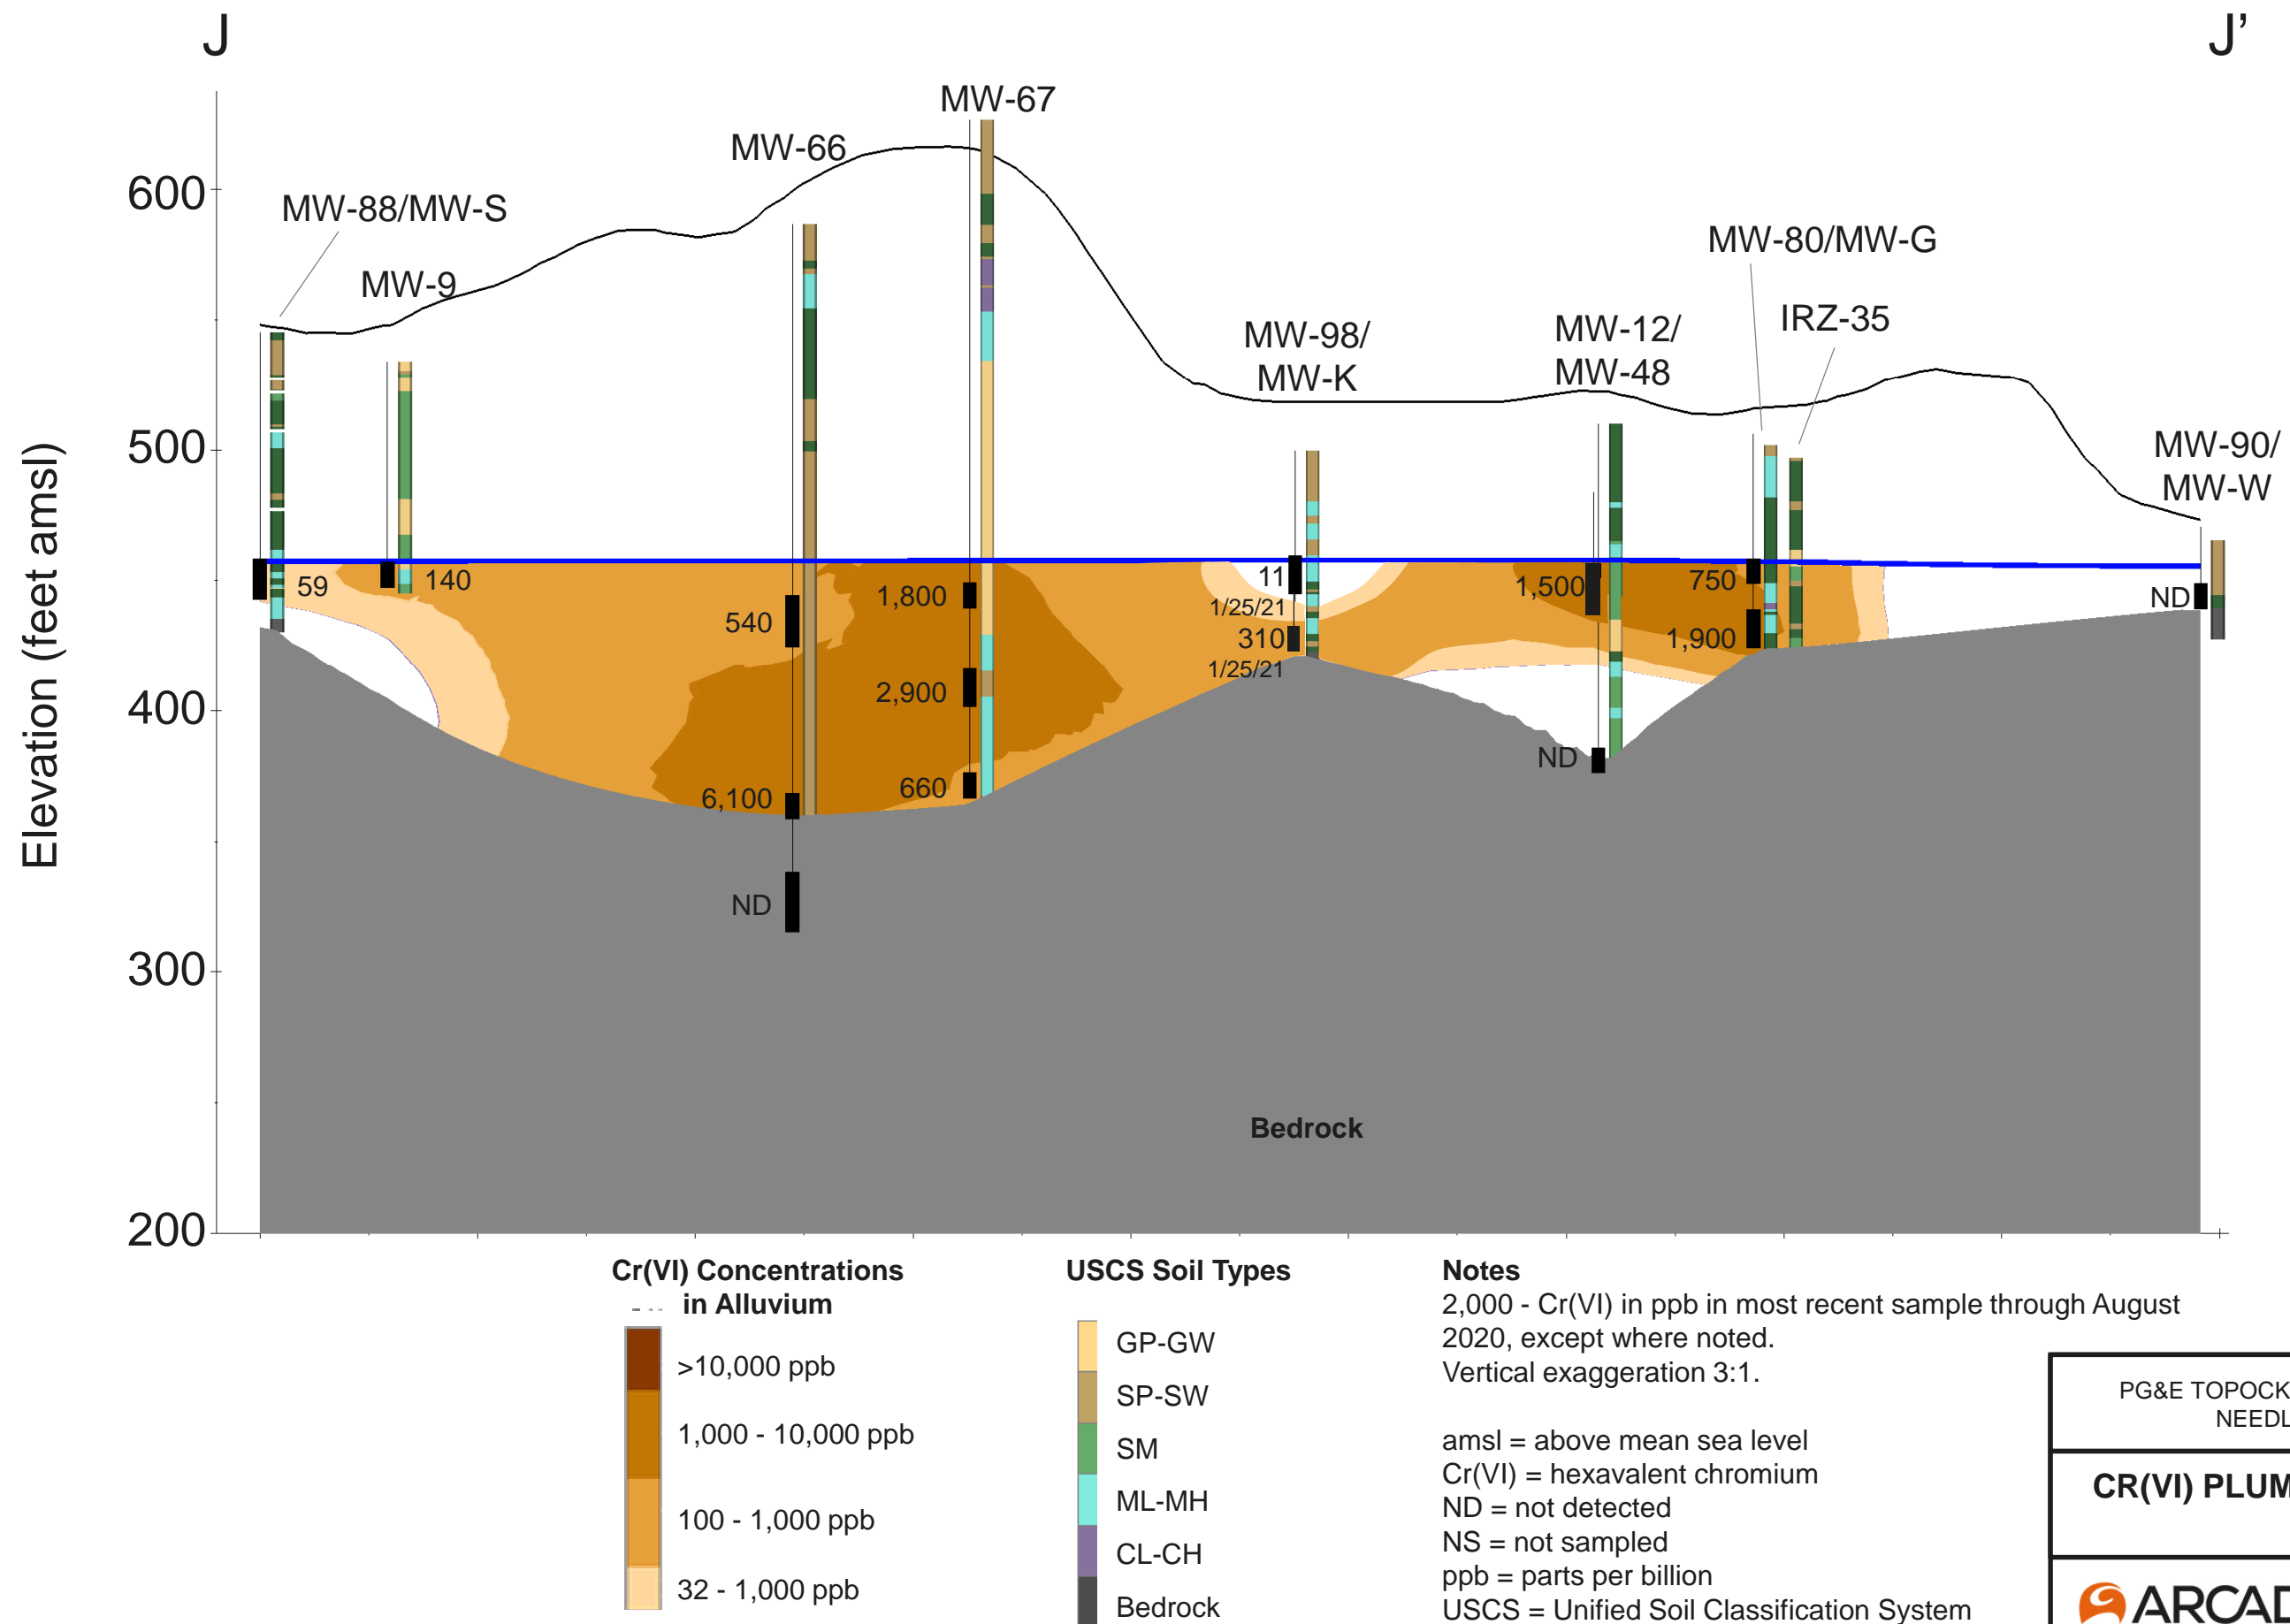 J
J’
MW-67
MW-66
600
MW-88/MW-S
MW-9
MW-80/MW-G
IRZ-35
MW-98/
MW-K
MW-12/
MW-48
500
MW-90/
MW-W
Elevation (feet amsl)
59
140
540
1,800
11
1/25/21
310
1/25/21
1,500
750
1,900
ND
400
2,900
660
6,100
ND
ND
300
Bedrock
200
Cr(VI) Concentrations
in Alluvium
>10,000 ppb
1,000 - 10,000 ppb
100 - 1,000 ppb
32 - 1,000 ppb
USCS Soil Types
GP-GW
SP-SW
SM
ML-MH
CL-CH
Bedrock
Notes
2,000 - Cr(VI) in ppb in most recent sample through August
2020, except where noted.
Vertical exaggeration 3:1.
amsl = above mean sea level
Cr(VI) = hexavalent chromium
ND = not detected
NS = not sampled
ppb = parts per billion
USCS = Unified Soil Classification System
PG&E TOPOCK
NEEDL
CR(VI) PLUM
ARCAD